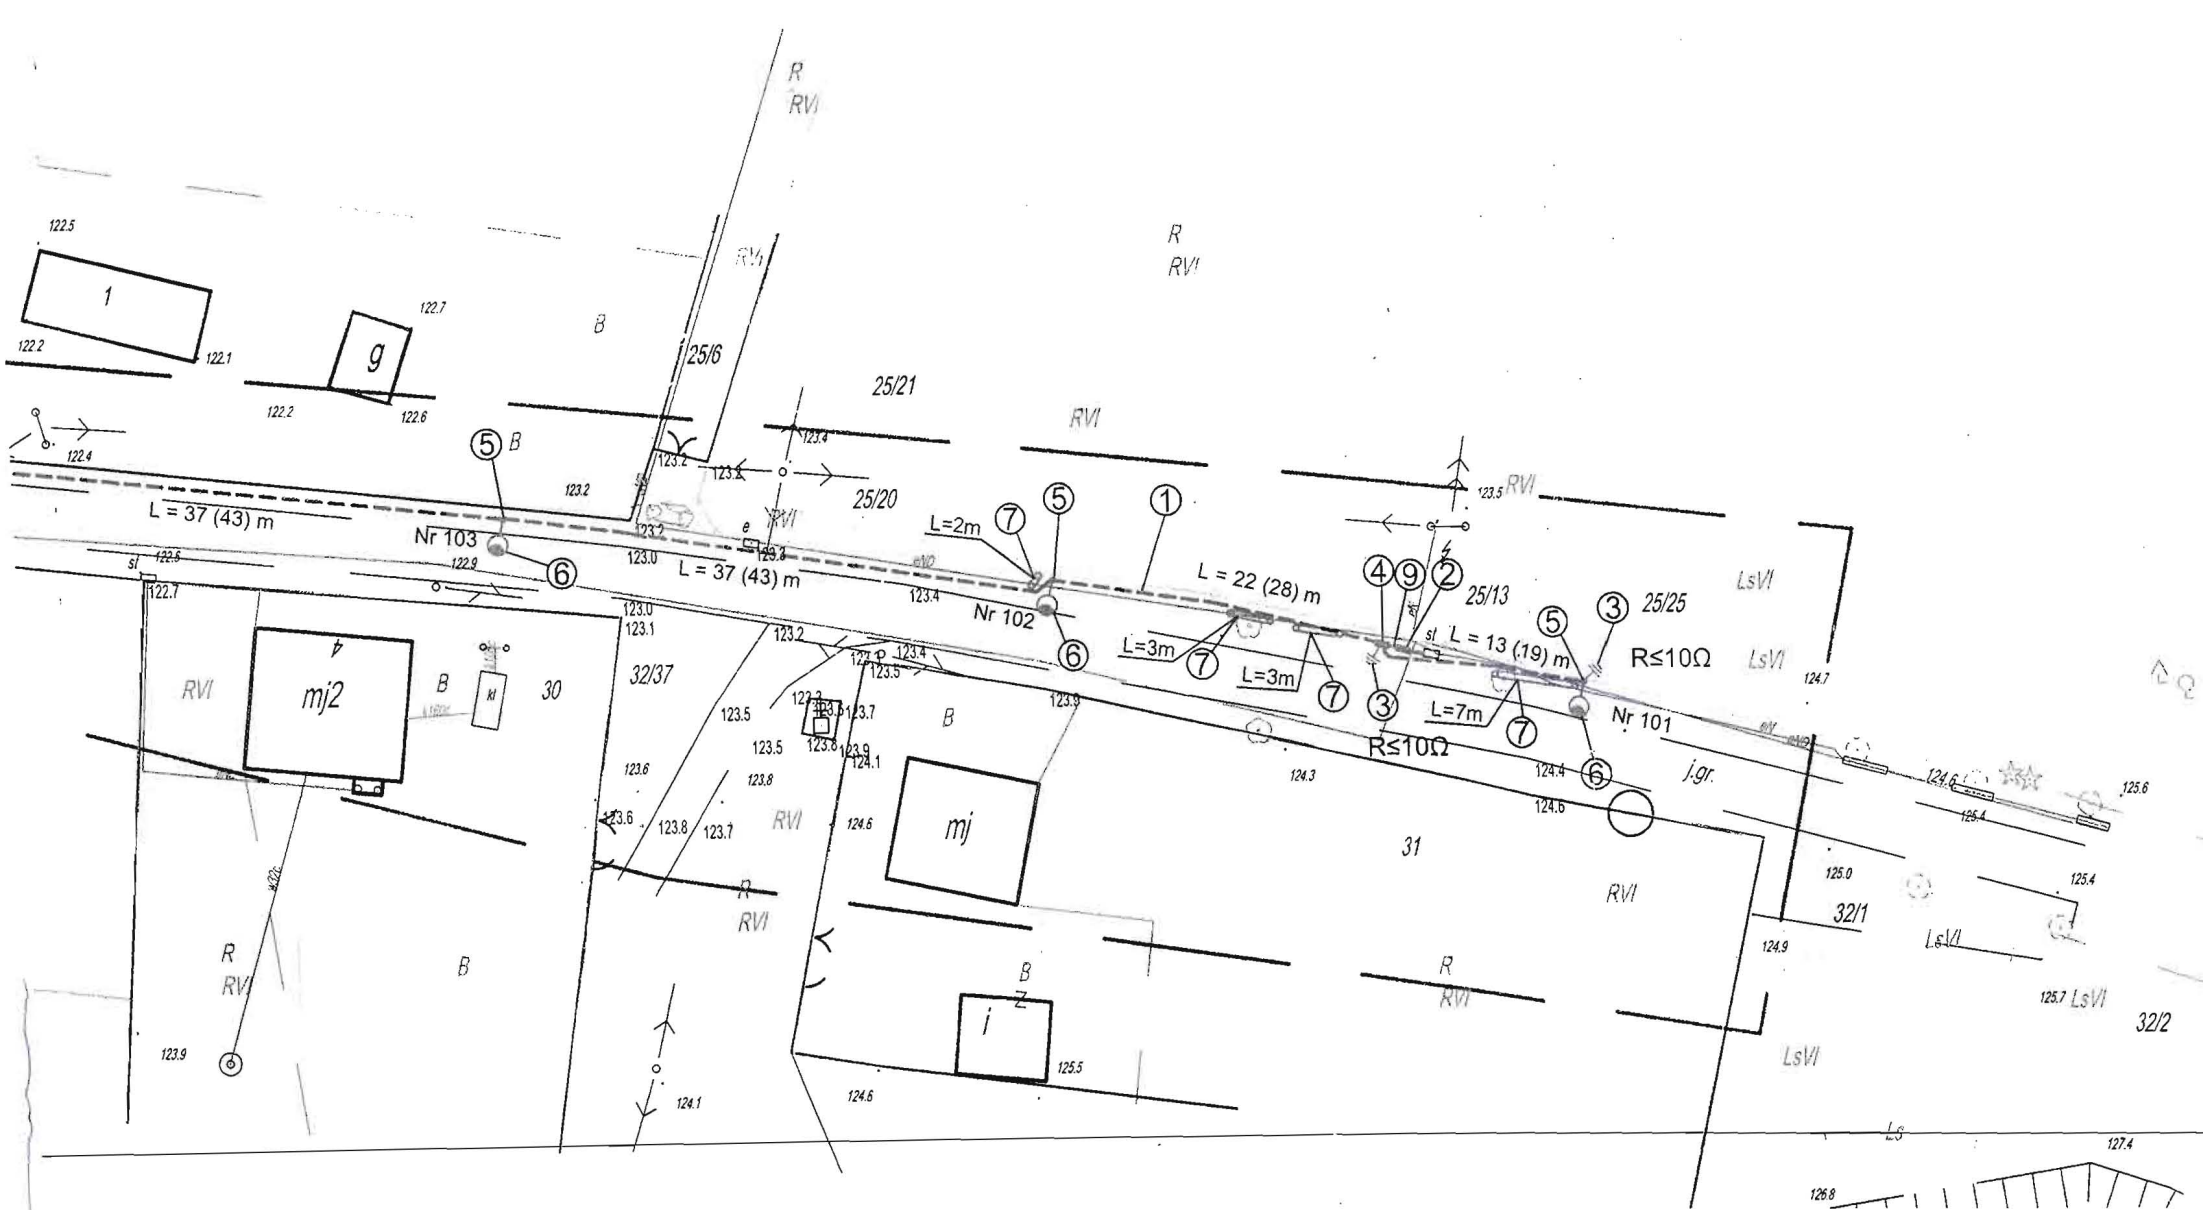 R
RVI
122.5
R
RVI
RVI
1
122.7
g
B
122.2
122.1
25/6
25/21
122.2
122.6
RVI
5
B
123.4
122.4
123.2
123.2
123.5
RVI
123.2
25/20
L = 37 (43) m
RVI
e
123.2
7
5
1
L=2m
Nr 103
123.0
6
eND
L = 22 (28) m
4
9
2
25/13
3
25/25
LsVI
sl
122.9
L = 37 (43) m
123.4
Nr 102
5
sl
L = 13 (19) m
R≤10Ω
LsVI
122.7
123.0
123.1
123.2
123.4
123.5
6
L=3m
7
L=3m
7
3
L=7m
7
Nr 101
124.7
4
mj2
RVI
B
kl
30
32/37
123.5
123.7
123.9
R≤10Ω
6
j.gr.
B
123.5
123.8
123.9
124.1
124.3
124.4
124.6
124.6
125.6
123.6
123.8
123.6
123.8
123.7
RVI
124.6
mj
31
125.4
125.0
125.4
w32c
R
RVI
RVI
32/1
124.9
LsVI
R
RVI
B
B
Z
R
RVI
125.7
LsVI
32/2
i
LsVI
123.9
125.5
124.1
124.6
Ls
127.4
126.8